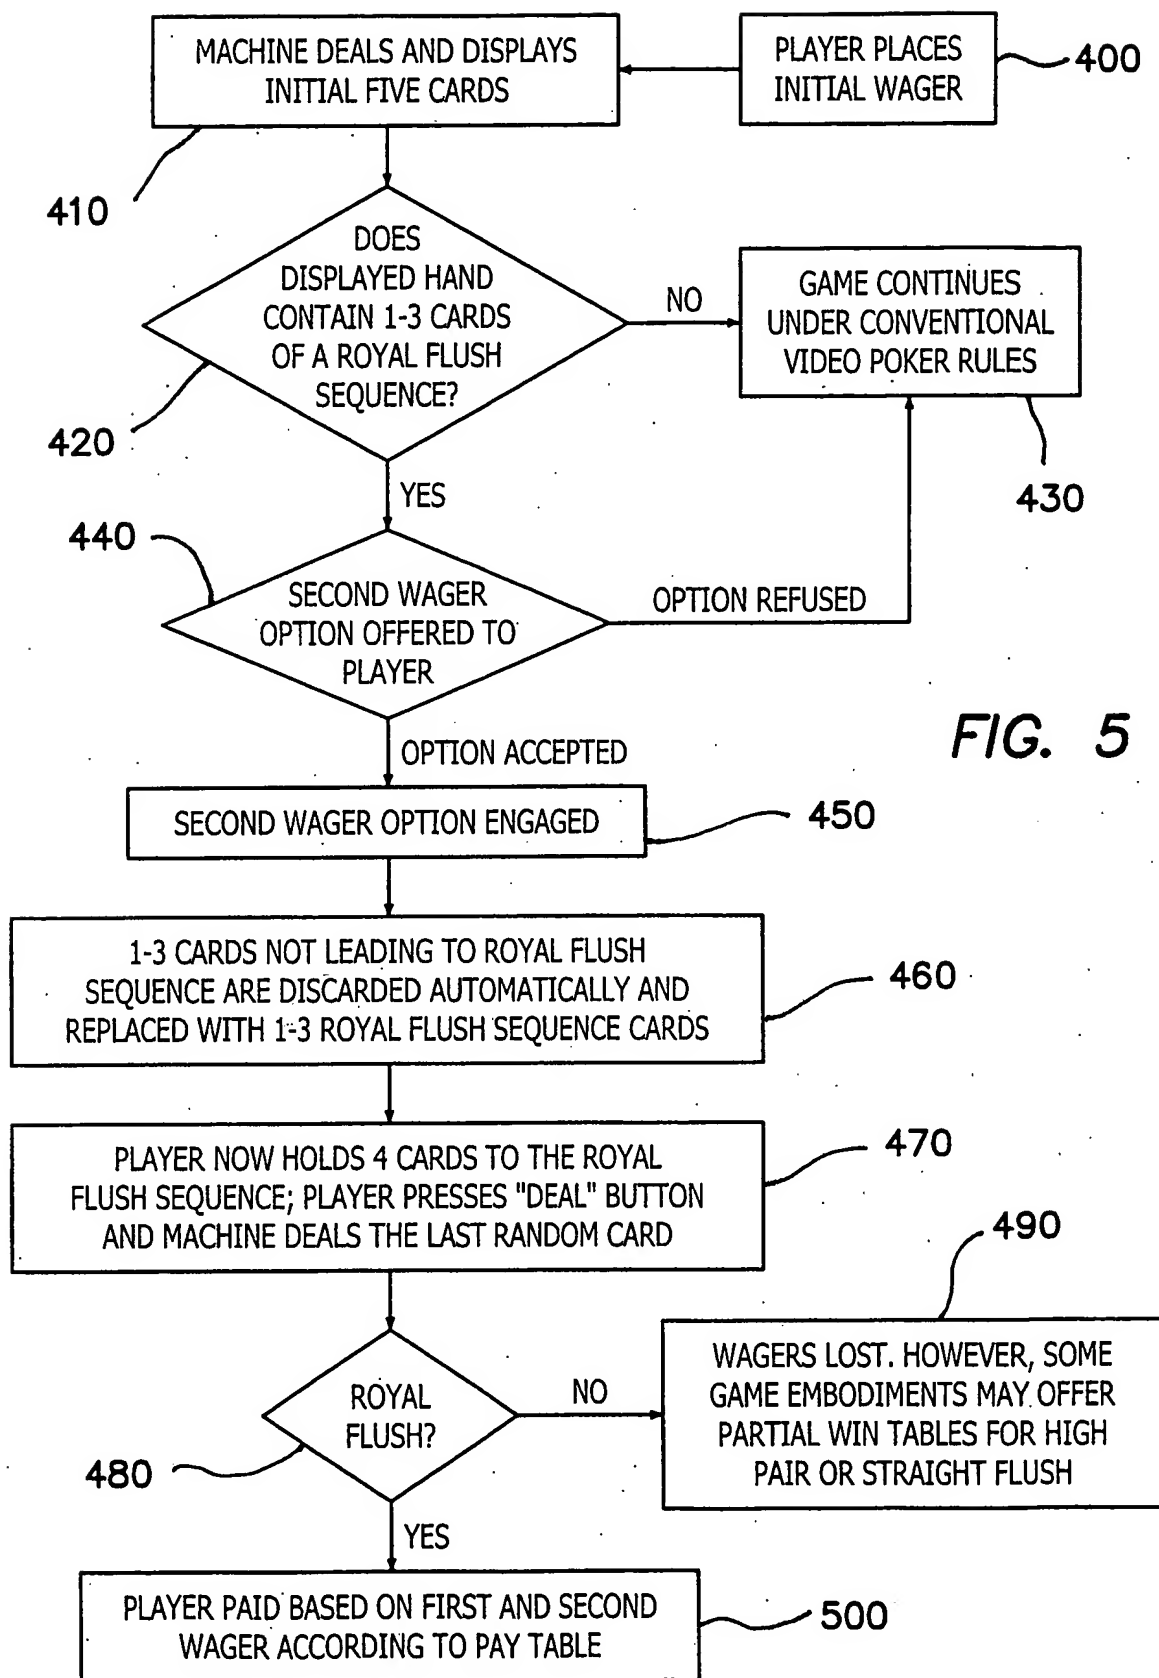 PLAYER PLACES
INITIAL WAGER
400
MACHINE DEALS AND DISPLAYS
INITIAL FIVE CARDS
410
DOES
DISPLAYED HAND
CONTAIN 1-3 CARDS
OF A ROYAL FLUSH
SEQUENCE?
420
NO
GAME CONTINUES
UNDER CONVENTIONAL
VIDEO POKER RULES
430
YES
440
SECOND WAGER
OPTION OFFERED TO
PLAYER
OPTION REFUSED
FIG. 5
OPTION ACCEPTED
SECOND WAGER OPTION ENGAGED
450
1-3 CARDS NOT LEADING TO ROYAL FLUSH
SEQUENCE ARE DISCARDED AUTOMATICALLY AND
REPLACED WITH 1-3 ROYAL FLUSH SEQUENCE CARDS
460
PLAYER NOW HOLDS 4 CARDS TO THE ROYAL
FLUSH SEQUENCE; PLAYER PRESSES "DEAL" BUTTON
AND MACHINE DEALS THE LAST RANDOM CARD
470
ROYAL
FLUSH?
480
NO
490
WAGERS LOST. HOWEVER, SOME
GAME EMBODIMENTS MAY OFFER
PARTIAL WIN TABLES FOR HIGH
PAIR OR STRAIGHT FLUSH
YES
PLAYER PAID BASED ON FIRST AND SECOND
WAGER ACCORDING TO PAY TABLE
500